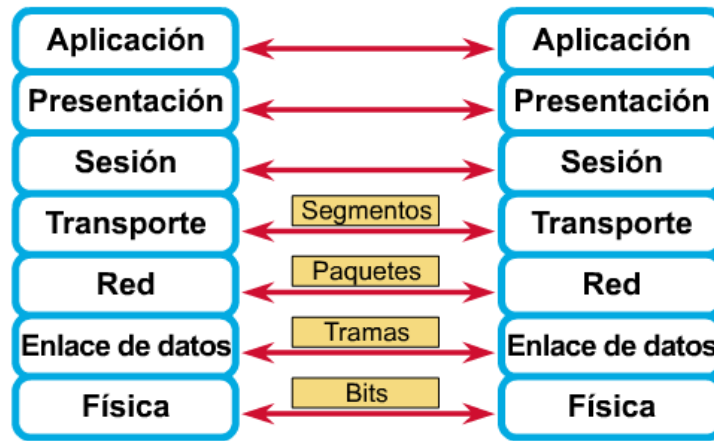 Aplicación
Aplicación
Presentación
Presentación
Sesión
Sesión
Transporte
Segmentos
Transporte
Red
Paquetes
Red
Enlace de datos
Tramas
Enlace de datos
Física
Bits
Física